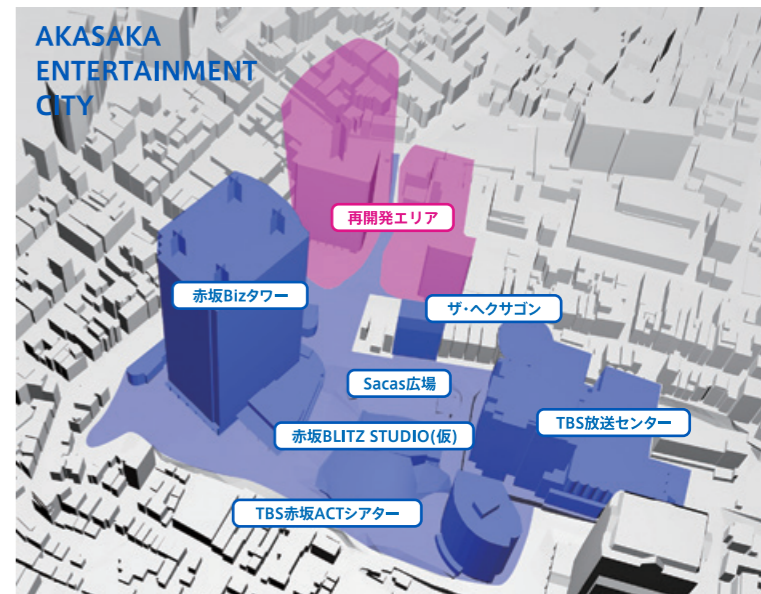 AKASAKA
ENTERTAINMENT
CITY
再開発エリア
赤坂Bizタワー
ザ・ヘクサゴン
Sacas広場
赤坂BLITZ STUDIO(仮)
TBS放送センター
TBS赤坂ACTシアター